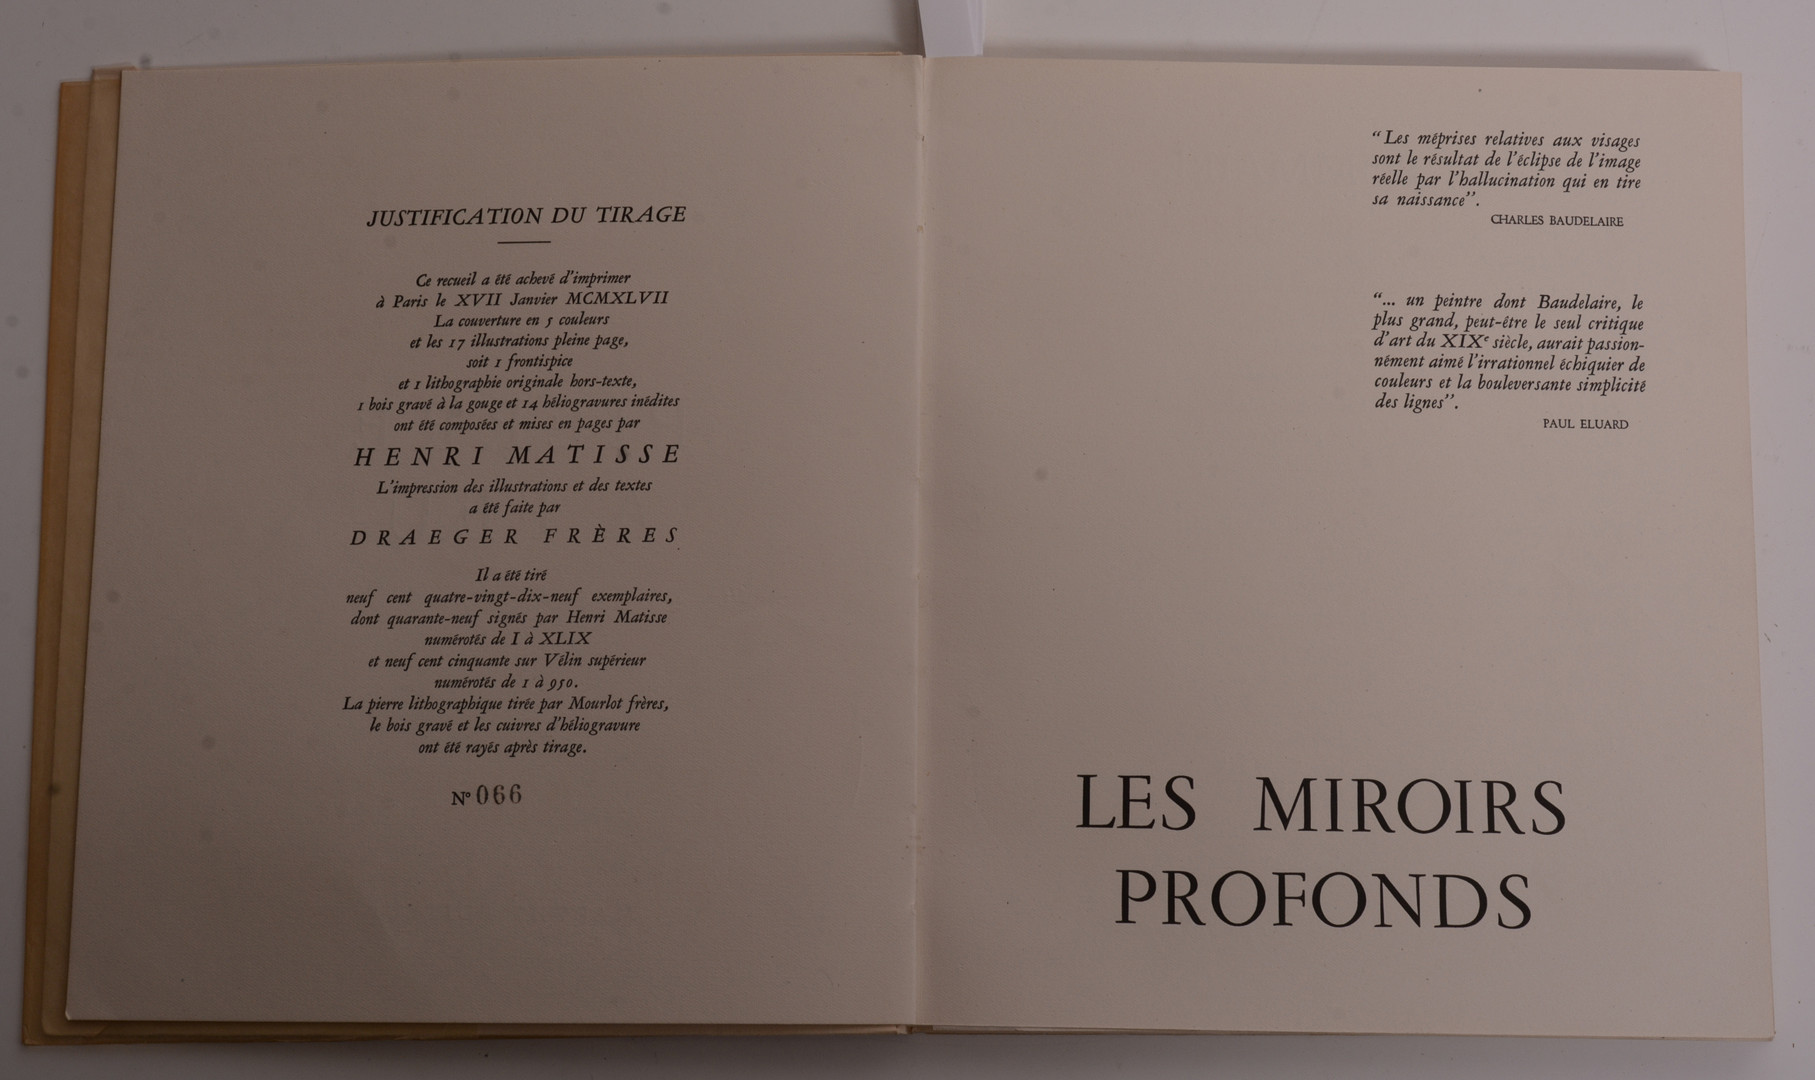 JUSTIFICATION DU TIRAGE
Ce recueil a été achevé d'imprimer
à Paris le XVII Janvier MCMXLVII
La couverture en 5 couleurs
et les 17 illustrations pleine page,
soit 1 frontispice
et 1 lithographie originale hors-texte,
1 bois gravé à la gouge et 14 héliogravures inédites
ont été composées et mises en pages par
HENRI MATISSE
L'impression des illustrations et des textes
a été faite par
DRAEGER FRÈRES
Il a été tiré
neuf cent quatre-vingt-dix-neuf exemplaires,
dont quarante-neuf signés par Henri Matisse
numérotés de I à XLIX
et neuf cent cinquante sur Vélin supérieur
numérotés de 1 à 950.
La pierre lithographique tirée par Mourlot frères,
le bois gravé et les cuivres d'héliogravure
ont été rayés après tirage.
N° 066
“Les méprises relatives aux visages
sont le résultat de l'éclipse de l'image
réelle par l'hallucination qui en tire
sa naissance”.
CHARLES BAUDELAIRE
“... un peintre dont Baudelaire, le
plus grand, peut-être le seul critique
d'art du XIXe siècle, aurait passion-
nément aimé l'irrationnel échiquier de
couleurs et la bouleversante simplicité
des lignes”.
PAUL ELUARD
LES MIROIRS
PROFONDS